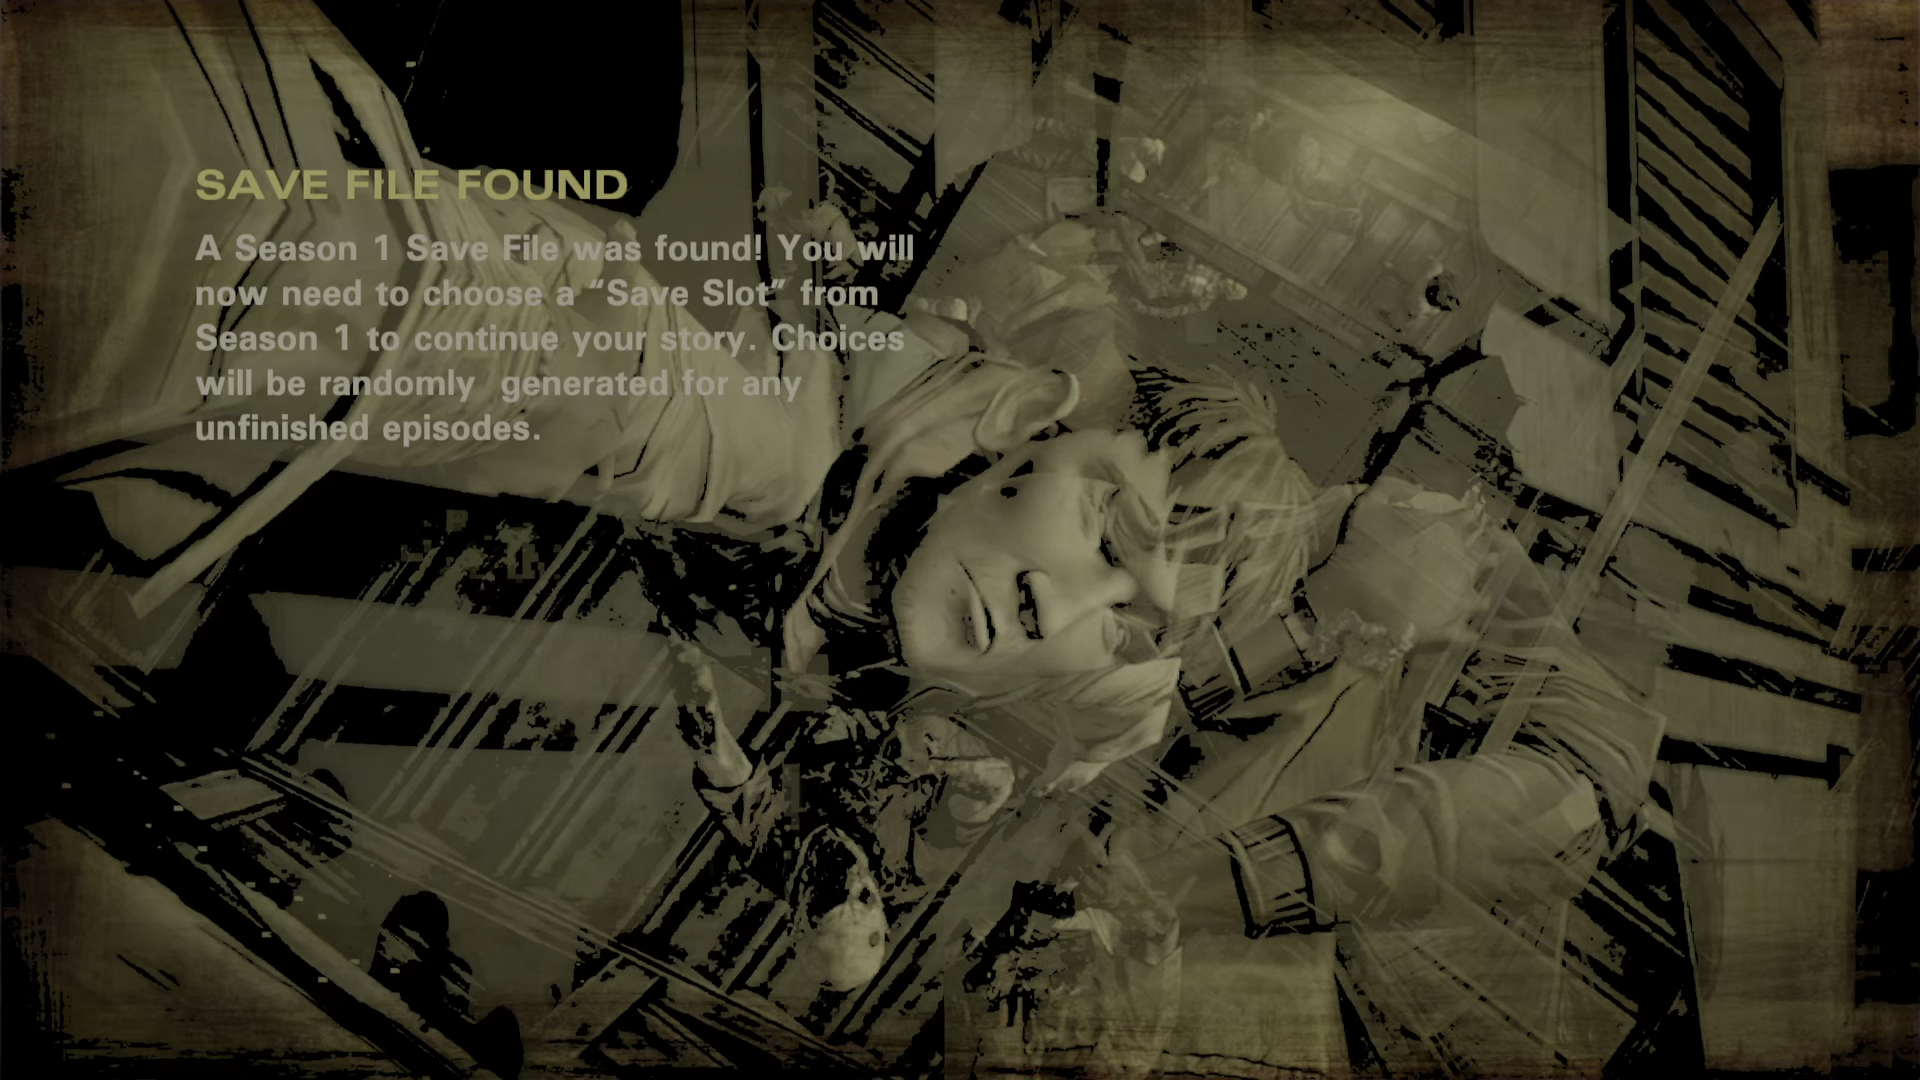 SAVE FILE FOUND
A Season 1 Save File was found! You will
now need to choose a “Save Slot” from
Season 1 to continue your story. Choices
will be randomly  generated for any
unfinished episodes.